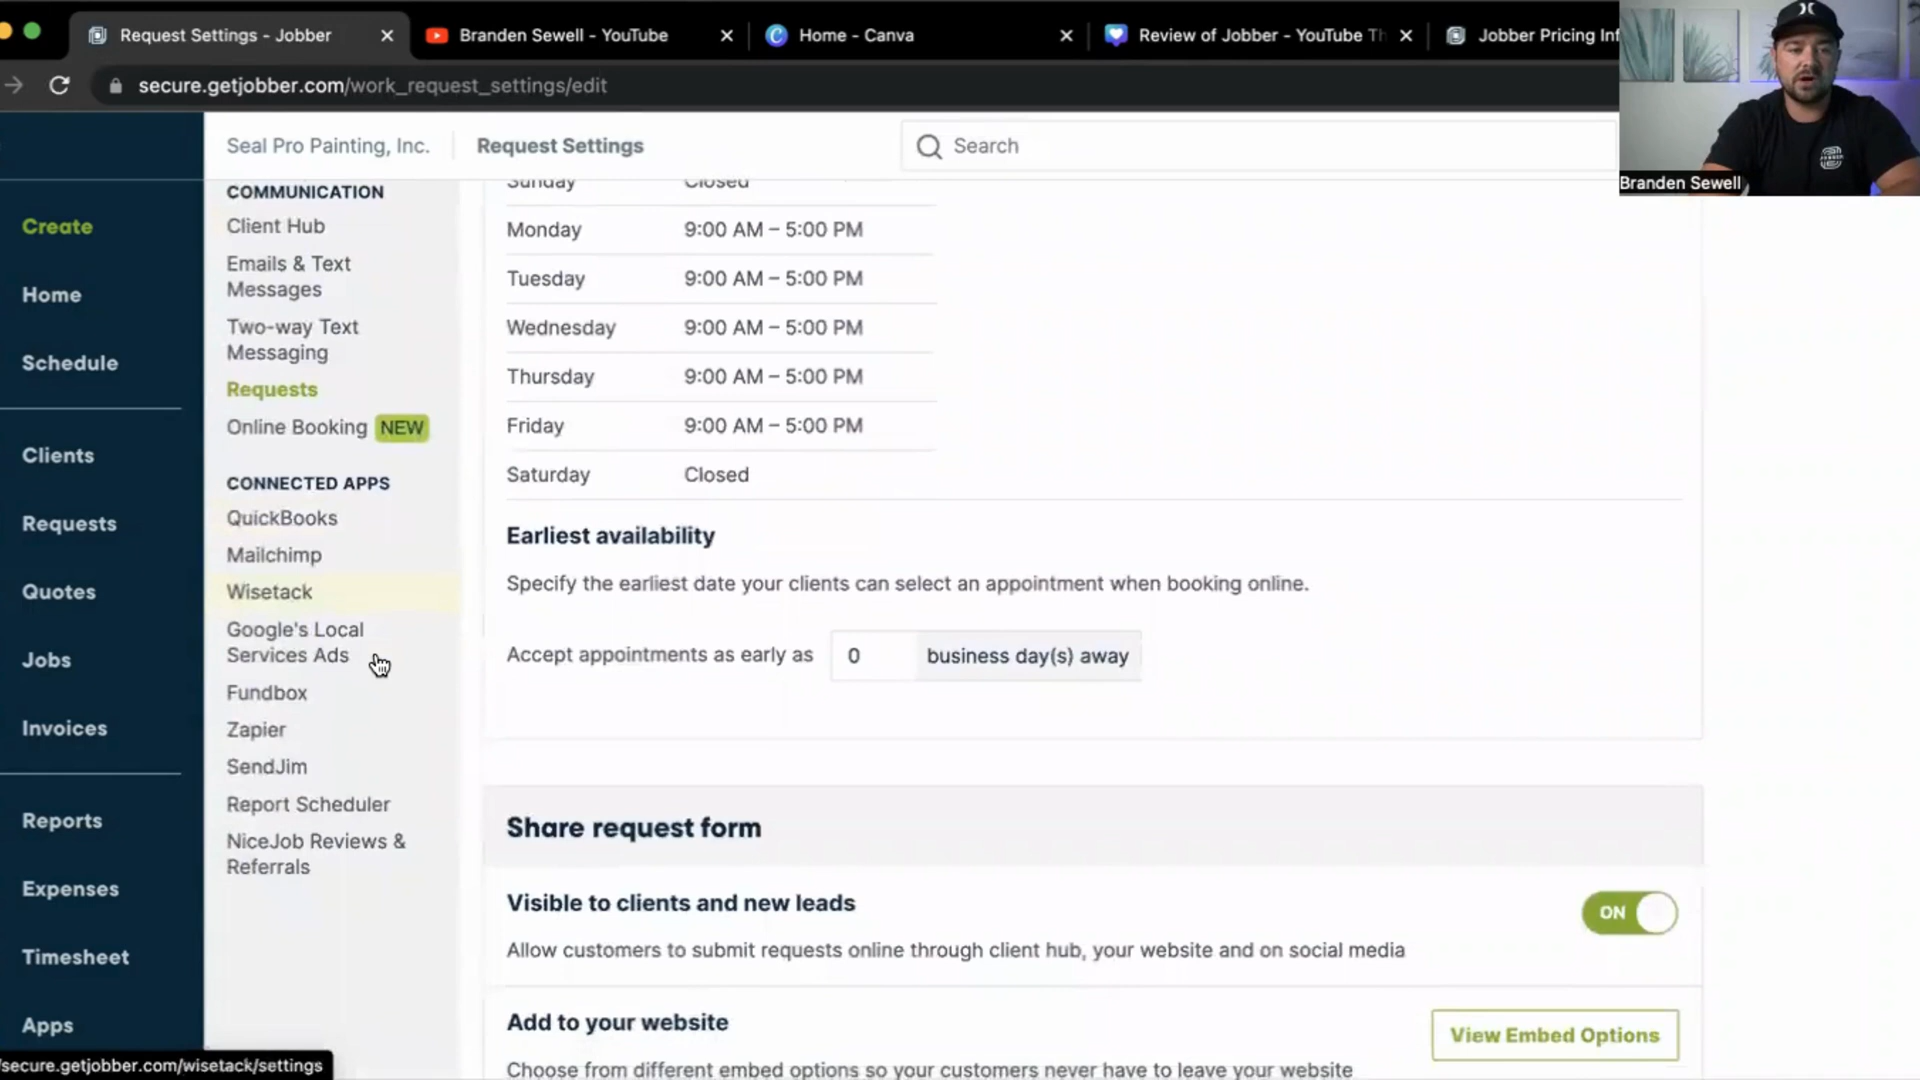 Request Settings - Jobber
Branden Sewell - YouTube
Home - Canva
Review of Jobber - YouTube Th
Jobber Pricing Inf
secure.getjobber.com/work_request_settings/edit
Seal Pro Painting, Inc.
Request Settings
Search
Branden Sewell
Create
Home
Schedule
Clients
Requests
Quotes
Jobs
Invoices
Reports
Expenses
Timesheet
Apps
COMMUNICATION
Client Hub
Emails & Text
Messages
Two-way Text
Messaging
Requests
Online Booking NEW
CONNECTED APPS
QuickBooks
Mailchimp
Wisetack
Google's Local
Services Ads
Fundbox
Zapier
SendJim
Report Scheduler
NiceJob Reviews &
Referrals
Sunday Closed
Monday 9:00 AM – 5:00 PM
Tuesday 9:00 AM – 5:00 PM
Wednesday 9:00 AM – 5:00 PM
Thursday 9:00 AM – 5:00 PM
Friday 9:00 AM – 5:00 PM
Saturday Closed
Earliest availability
Specify the earliest date your clients can select an appointment when booking online.
Accept appointments as early as 0 business day(s) away
Share request form
Visible to clients and new leads
ON
Allow customers to submit requests online through client hub, your website and on social media
Add to your website
View Embed Options
Choose from different embed options so your customers never have to leave your website
/secure.getjobber.com/wisetack/settings